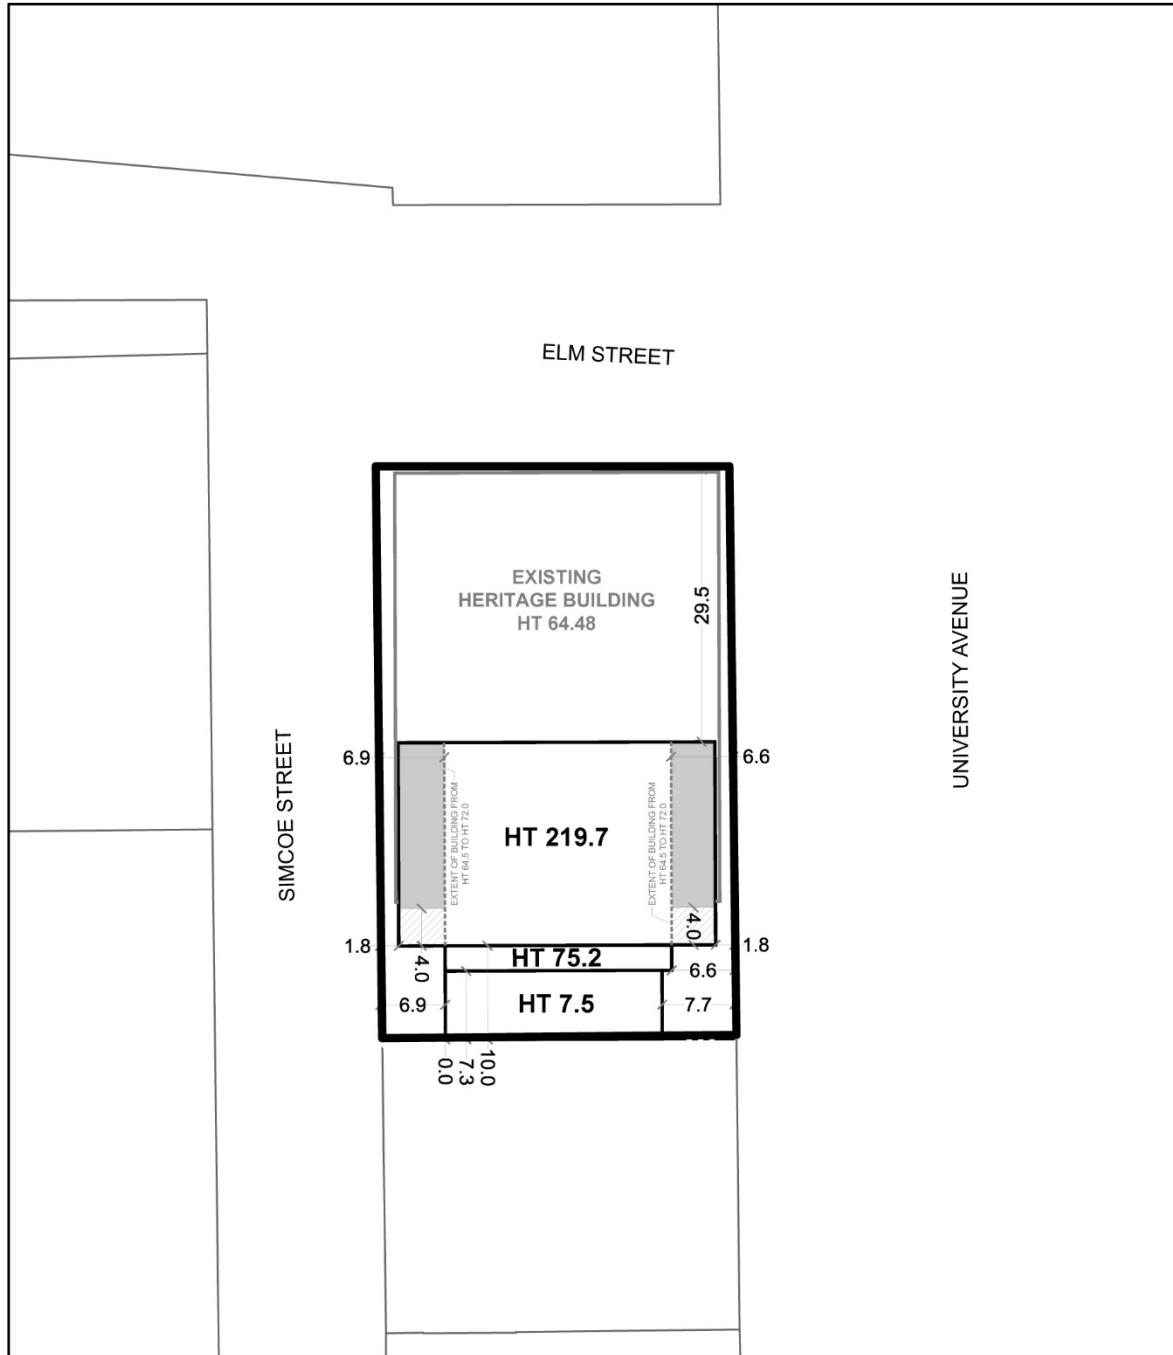 ELM STREET
EXISTING
HERITAGE BUILDING
HT 64.48
29.5
UNIVERSITY AVENUE
SIMCOE STREET
6.9
6.6
EXTENT OF BUILDING FROM
HT 64.5 TO HT 72.0
EXTENT OF BUILDING FROM
HT 64.5 TO HT 72.0
HT 219.7
4.0
1.8
1.8
4.0
HT 75.2
6.6
6.9
HT 7.5
7.7
0.0
7.3
10.0